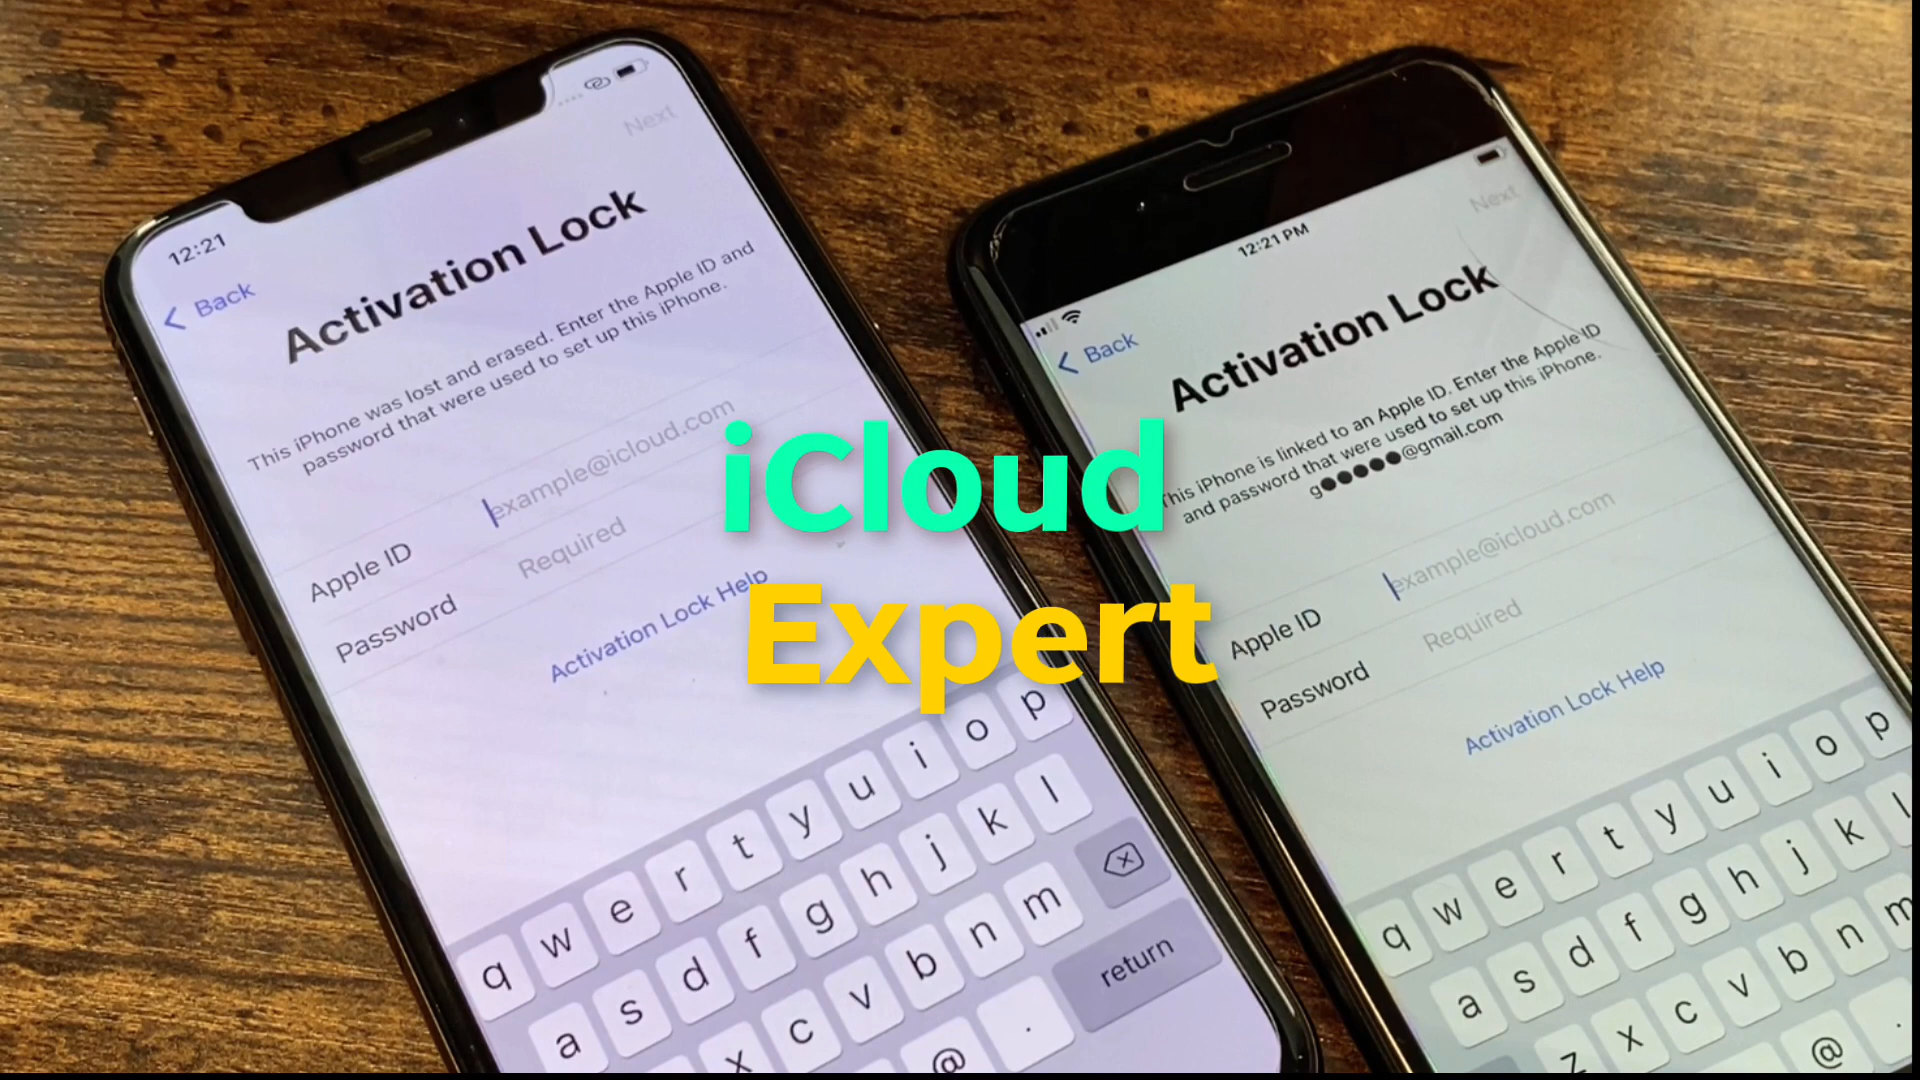 12:21
Next
Back
Activation Lock
This iPhone was lost and erased. Enter the Apple ID and
password that were used to set up this iPhone.
Apple ID
example@icloud.com
Password
Required
Activation Lock Help
q w e r t y u i o p
a s d f g h j k l
x c v b n m
@ . return
iCloud
Expert
12:21 PM
Next
Back
Activation Lock
This iPhone is linked to an Apple ID. Enter the Apple ID
and password that were used to set up this iPhone.
g●●●●●@gmail.com
Apple ID
example@icloud.com
Password
Required
Activation Lock Help
q w e r t y u i o p
a s d f g h j k l
z x c v b n m
@ .